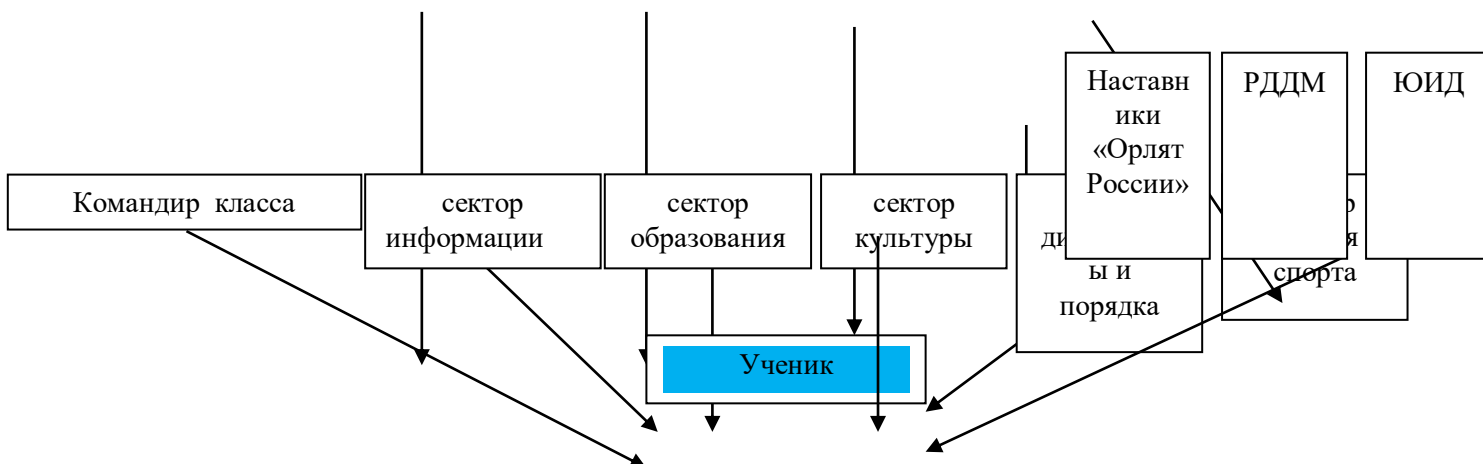 Наставн
ики
«Орлят
России»
РДДМ
ЮИД
Командир класса
сектор
информации
сектор
образования
сектор
культуры
ы и
порядка
спорта
Ученик